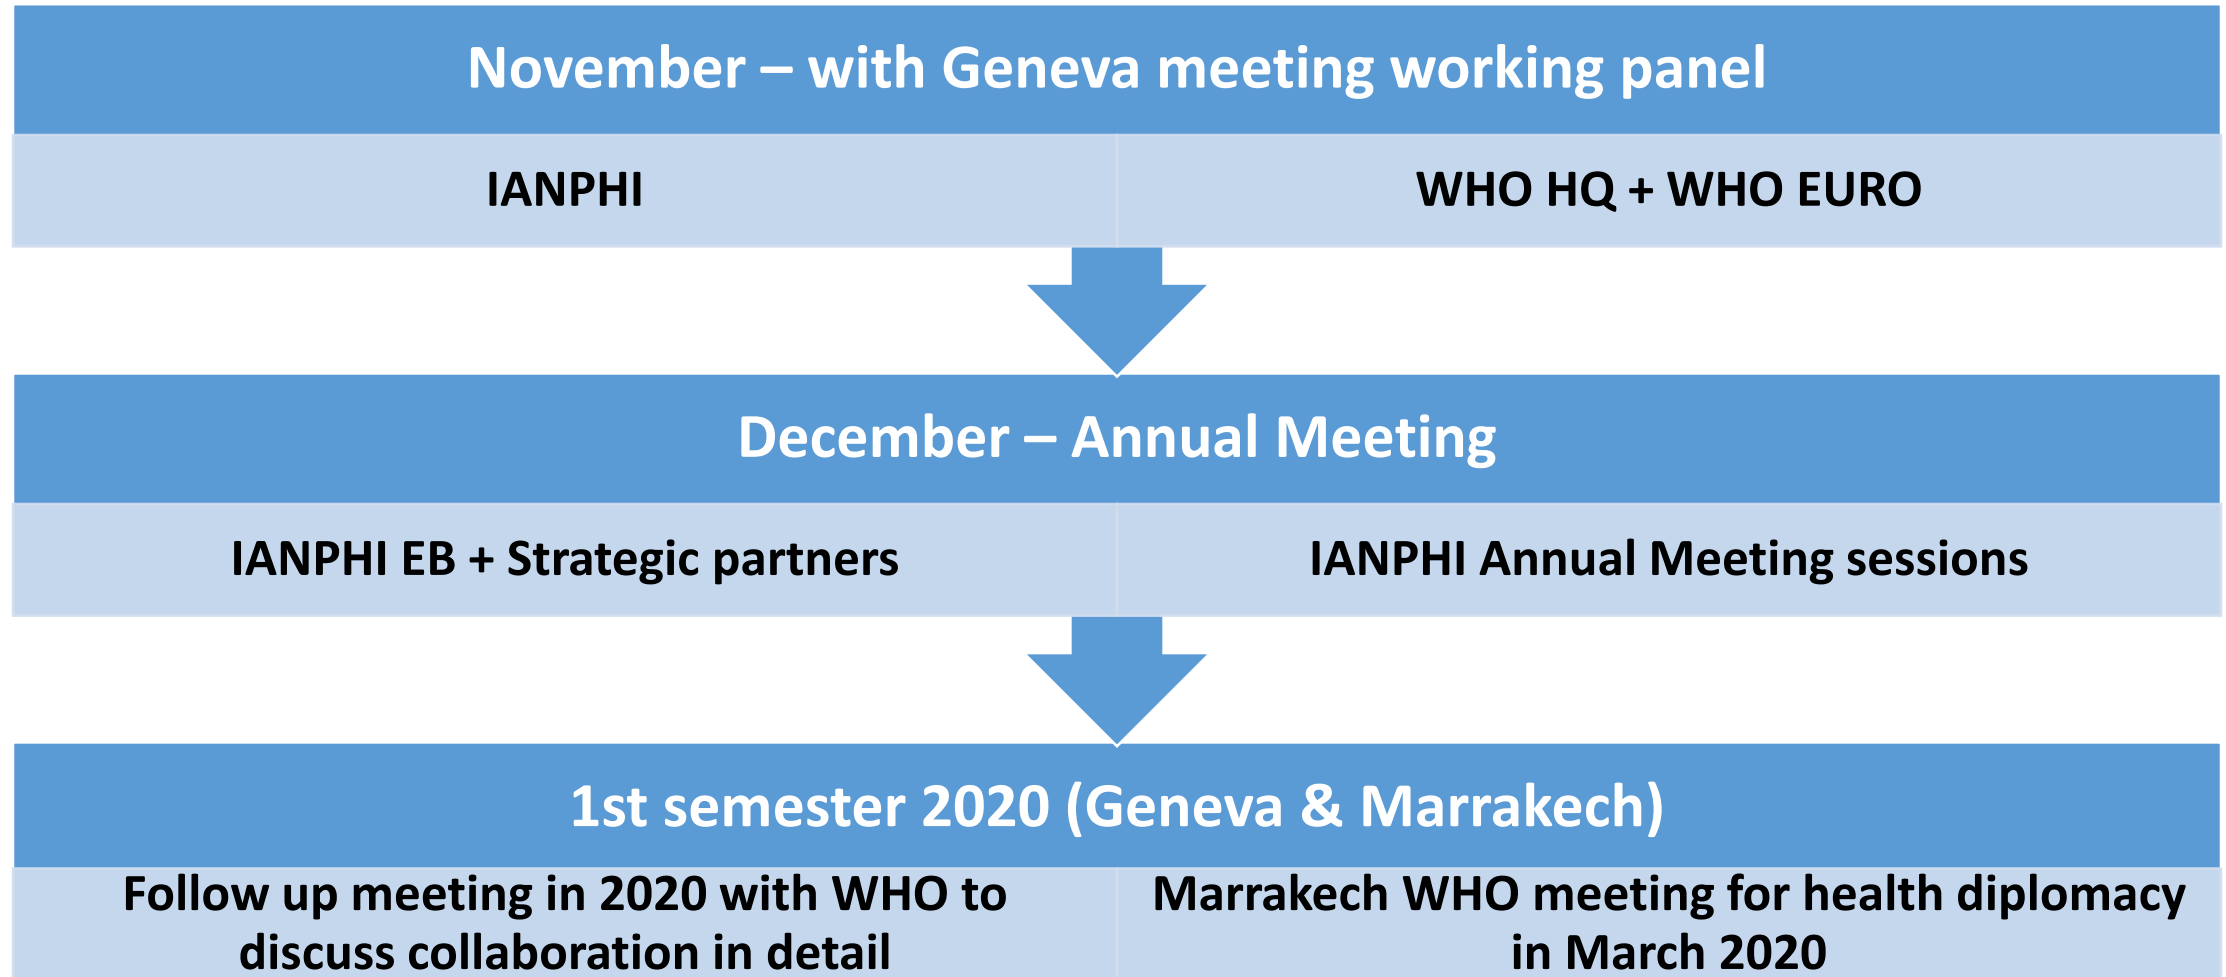 November – with Geneva meeting working panel
IANPHI
WHO HQ + WHO EURO
December – Annual Meeting
IANPHI EB + Strategic partners
IANPHI Annual Meeting sessions
1st semester 2020 (Geneva & Marrakech)
Follow up meeting in 2020 with WHO to
discuss collaboration in detail
Marrakech WHO meeting for health diplomacy
in March 2020